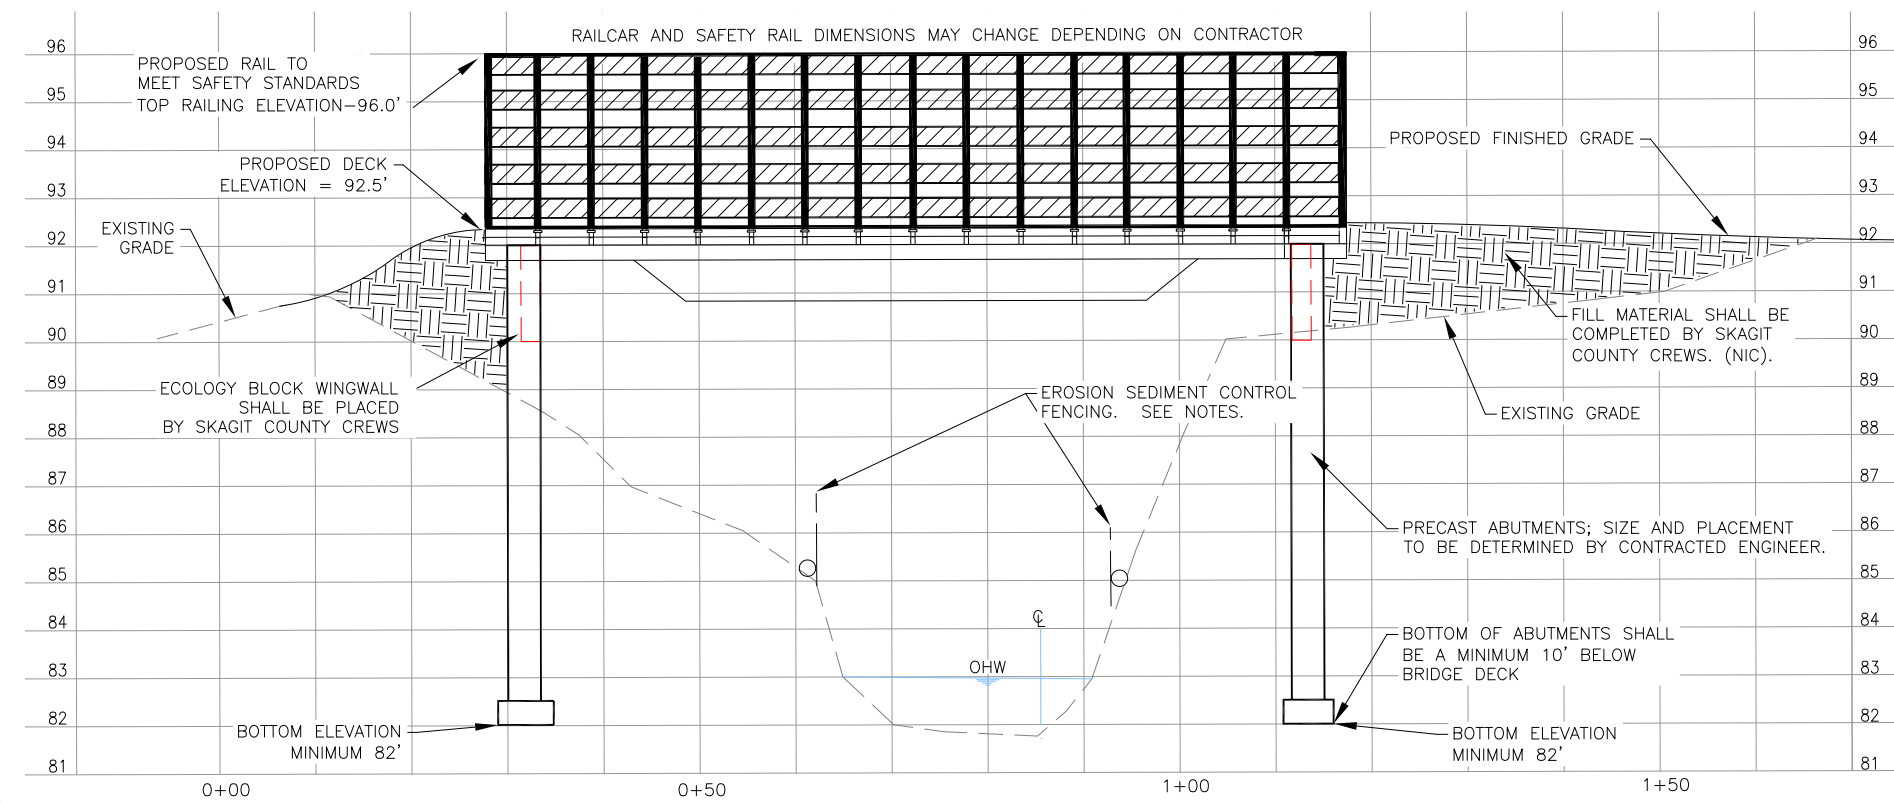 RAILCAR AND SAFETY RAIL DIMENSIONS MAY CHANGE DEPENDING ON CONTRACTOR
PROPOSED RAIL TO
MEET SAFETY STANDARDS
TOP RAILING ELEVATION-96.0'
PROPOSED DECK
ELEVATION = 92.5'
EXISTING
GRADE
ECOLOGY BLOCK WINGWALL
SHALL BE PLACED
BY SKAGIT COUNTY CREWS
BOTTOM ELEVATION
MINIMUM 82'
EROSION SEDIMENT CONTROL
FENCING. SEE NOTES.
OHW
℄
PROPOSED FINISHED GRADE
FILL MATERIAL SHALL BE
COMPLETED BY SKAGIT
COUNTY CREWS. (NIC).
EXISTING GRADE
PRECAST ABUTMENTS; SIZE AND PLACEMENT
TO BE DETERMINED BY CONTRACTED ENGINEER.
BOTTOM OF ABUTMENTS SHALL
BE A MINIMUM 10' BELOW
BRIDGE DECK
BOTTOM ELEVATION
MINIMUM 82'
96
95
94
93
92
91
90
89
88
87
86
85
84
83
82
81
96
95
94
93
92
91
90
89
88
87
86
85
84
83
82
81
0+00
0+50
1+00
1+50